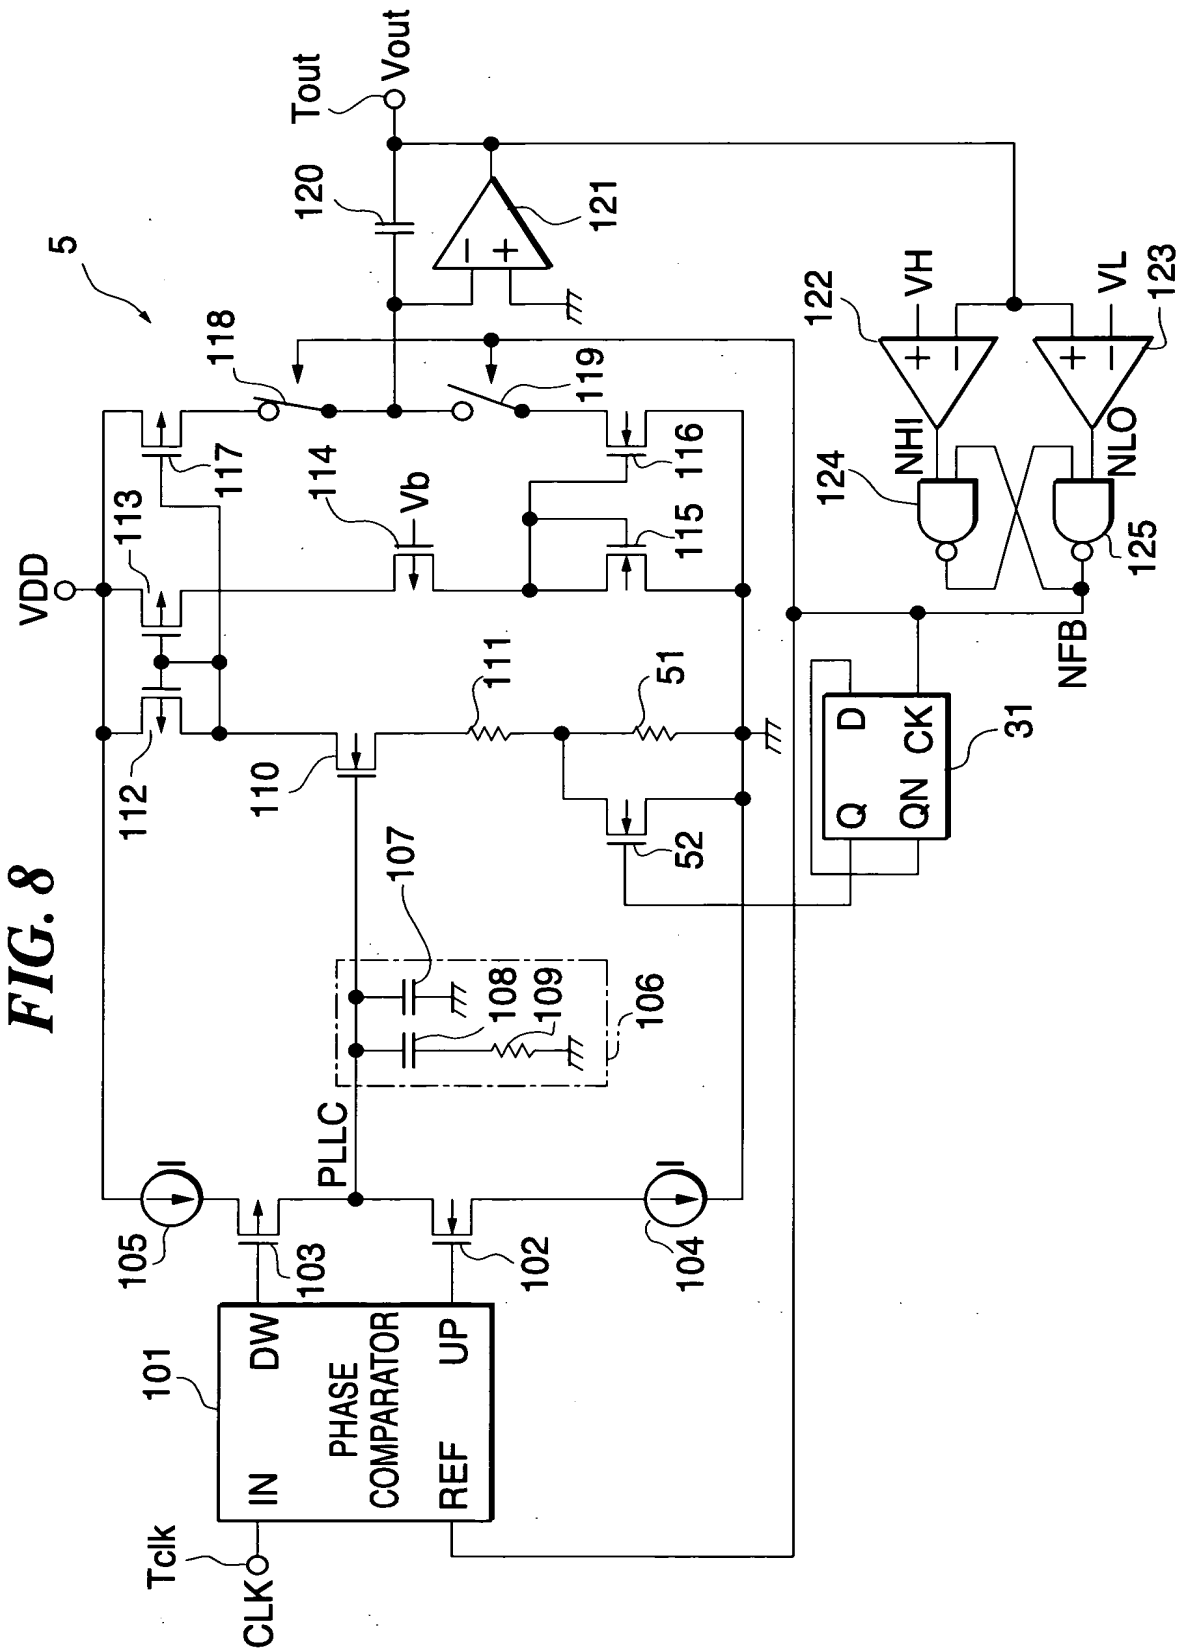 FIG. 8
5
VDD
Tout
Vout
120
121
118
119
117
113
112
114
Vb
116
115
111
51
110
52
107
108
109
106
PLLC
I
105
103
102
I
104
101
IN
DW
PHASE
COMPARATOR
REF
UP
Tclk
CLK
122
VH
+
−
VL
123
+
−
NHI
NLO
124
125
NFB
D
CK
Q
QN
31
−
+